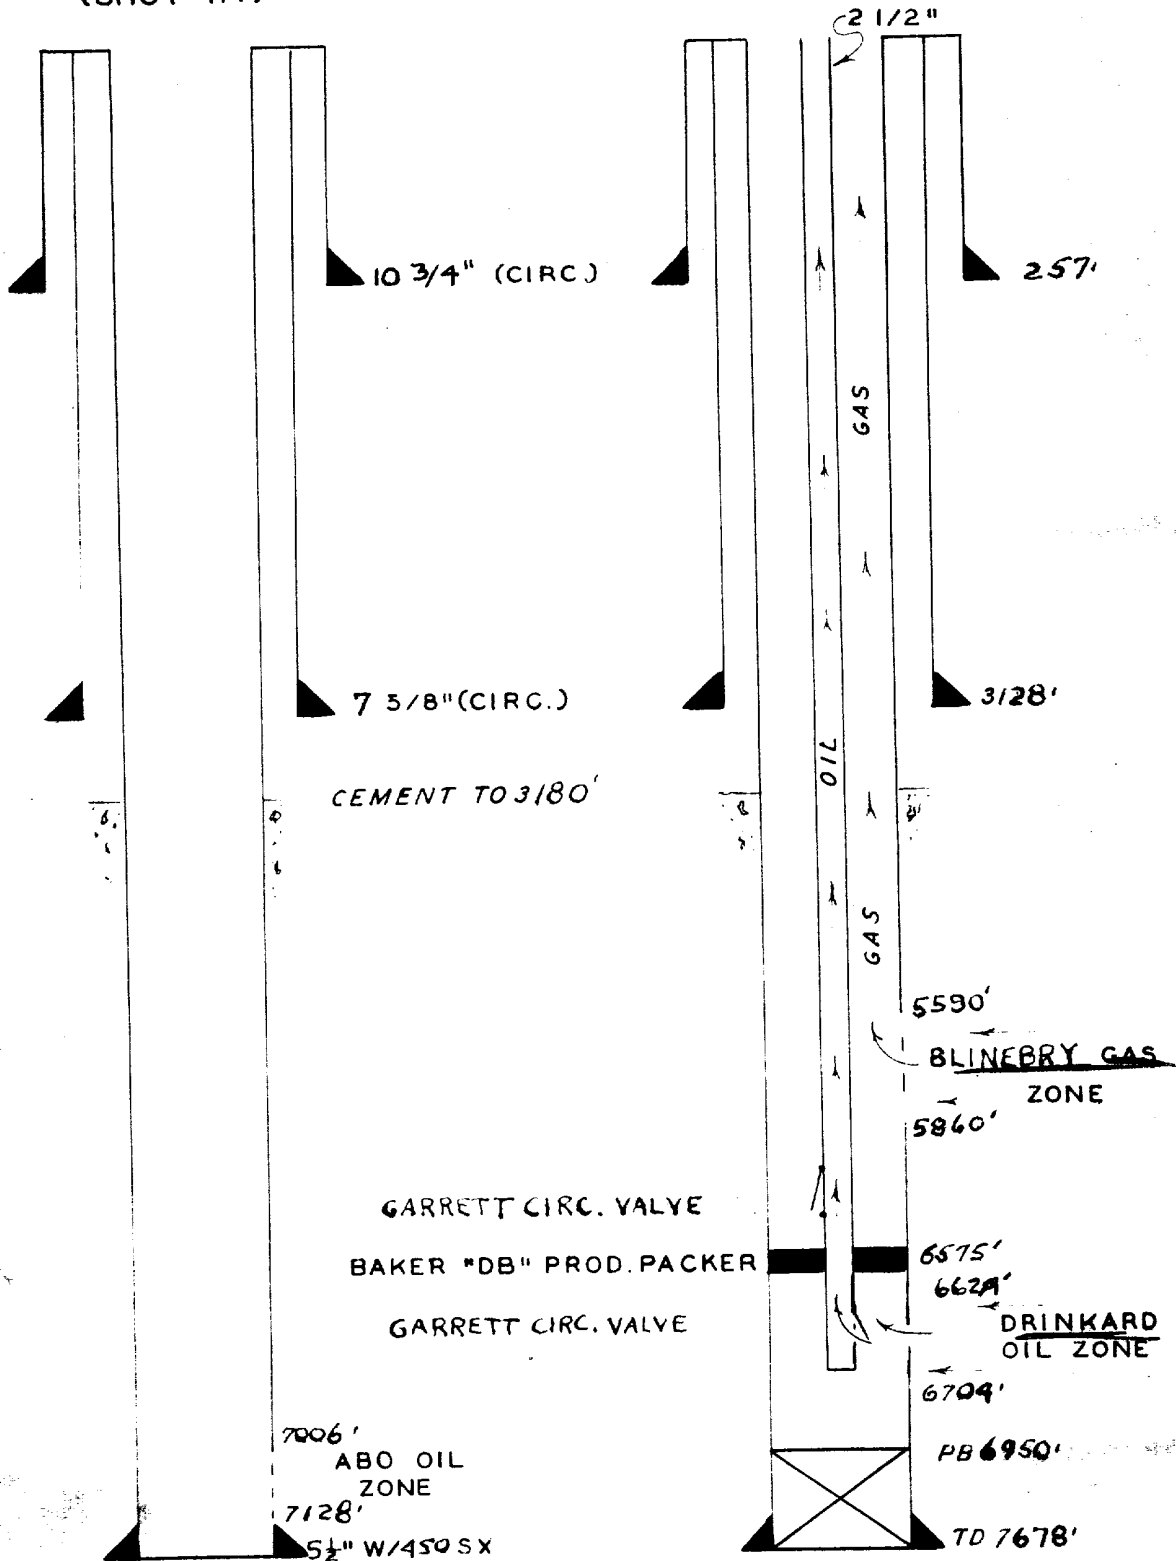 2 1/2"
10 3/4" (CIRC.)
257'
GAS
7 5/8" (CIRC.)
3128'
OIL
CEMENT TO 3180'
GAS
5590'
BLINEBRY GAS
ZONE
5860'
GARRETT CIRC. VALVE
BAKER "DB" PROD. PACKER
6575'
GARRETT CIRC. VALVE
DRINKARD
OIL ZONE
6704'
7006'
ABO OIL
ZONE
PB 6950'
7128'
5½" W/450 SX
TD 7678'